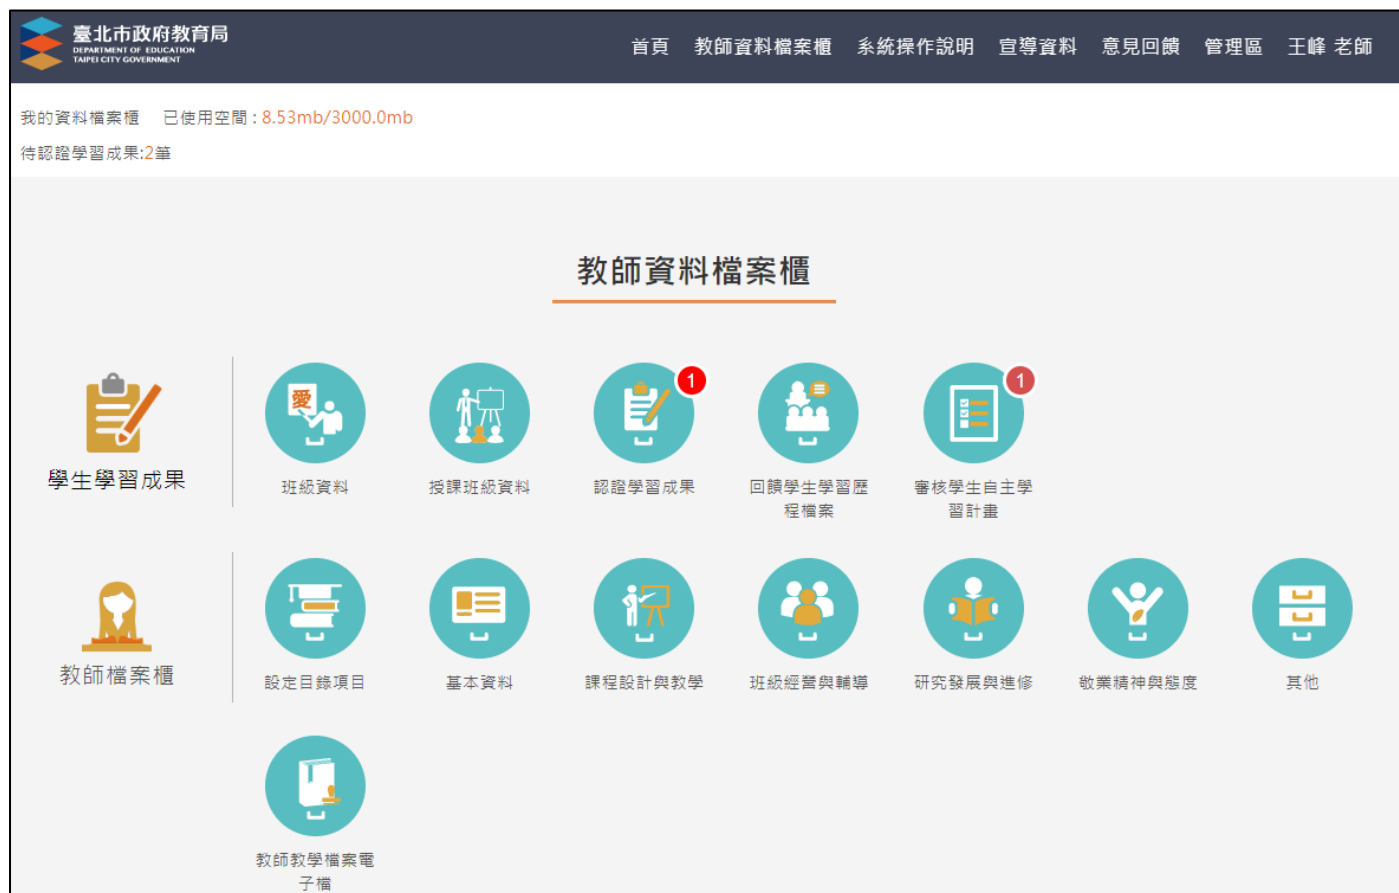 臺北市政府教育局
DEPARTMENT OF EDUCATION
TAIPEI CITY GOVERNMENT
首頁 教師資料檔案櫃 系統操作說明 宣導資料 意見回饋 管理區 王峰 老師
我的資料檔案櫃 已使用空間 : 8.53mb/3000.0mb
待認證學習成果:2筆
教師資料檔案櫃
學生學習成果
愛
班級資料
授課班級資料
1
認證學習成果
回饋學生學習歷
程檔案
1
審核學生自主學
習計畫
教師檔案櫃
設定目錄項目
基本資料
課程設計與教學
班級經營與輔導
研究發展與進修
敬業精神與態度
其他
教師教學檔案電
子檔